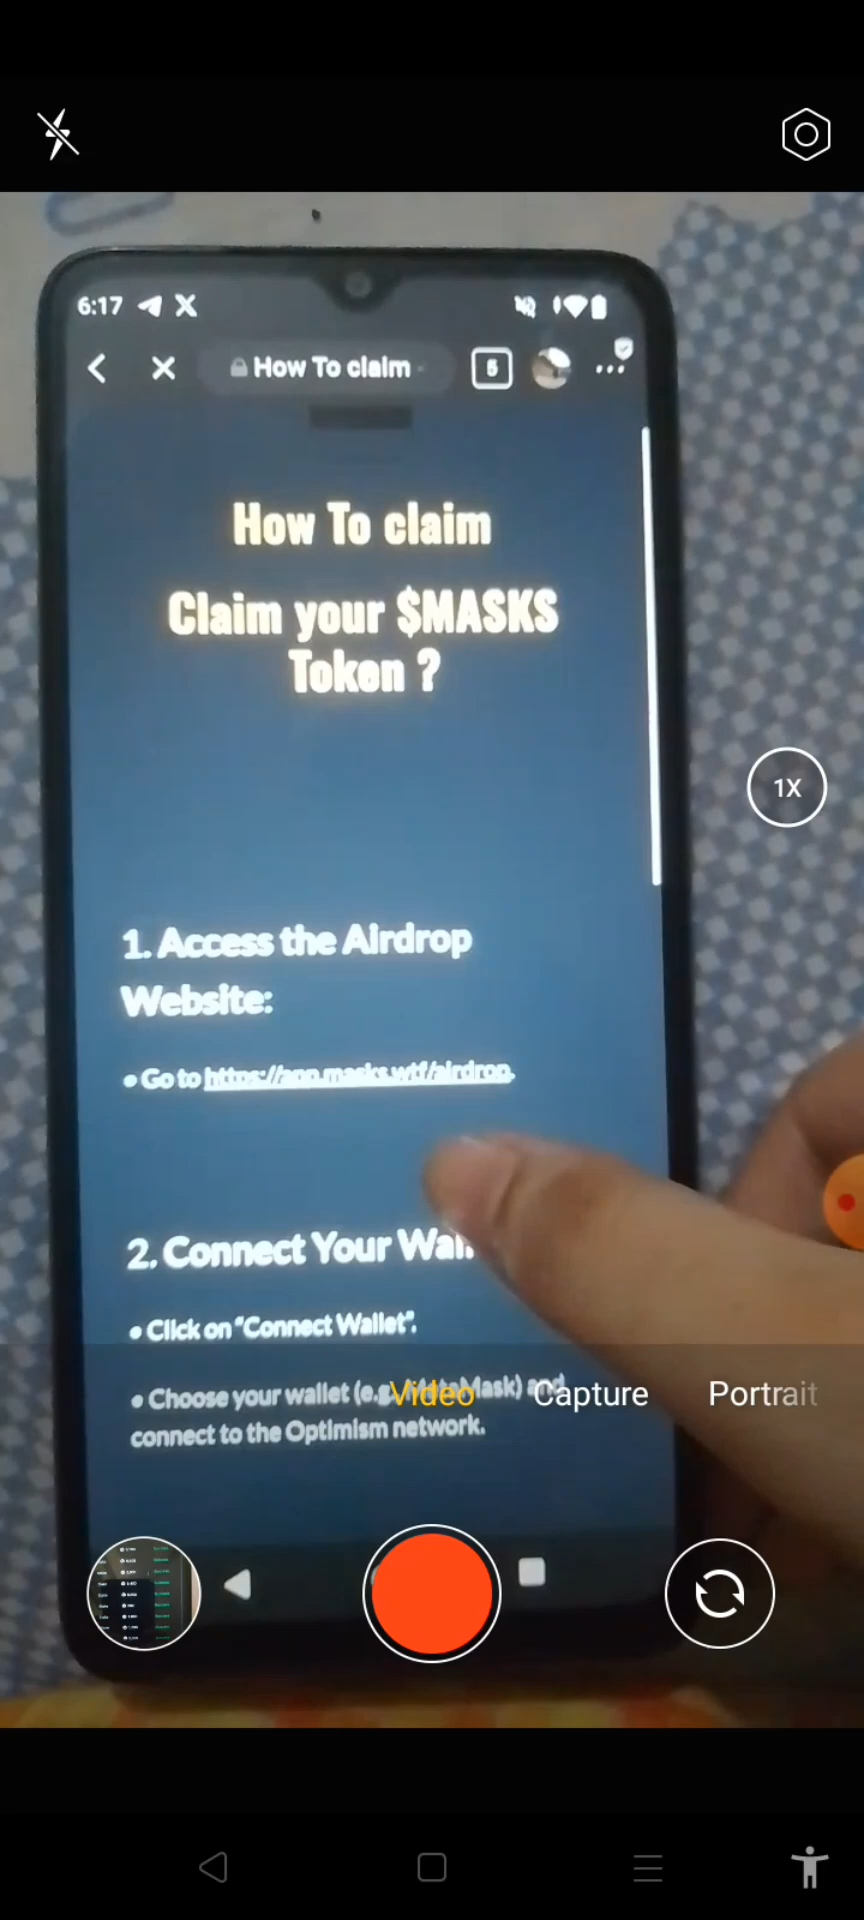 6:17
How To claim
5
How To claim
Claim your $MASKS
Token ?
1X
1. Access the Airdrop
Website:
• Go to https://app.masks.wtf/airdrop.
2. Connect Your
• Click on “Connect Wallet”.
• Choose your wallet (e.g. and
connect to the Optimism network.
Video
Capture
Portrait